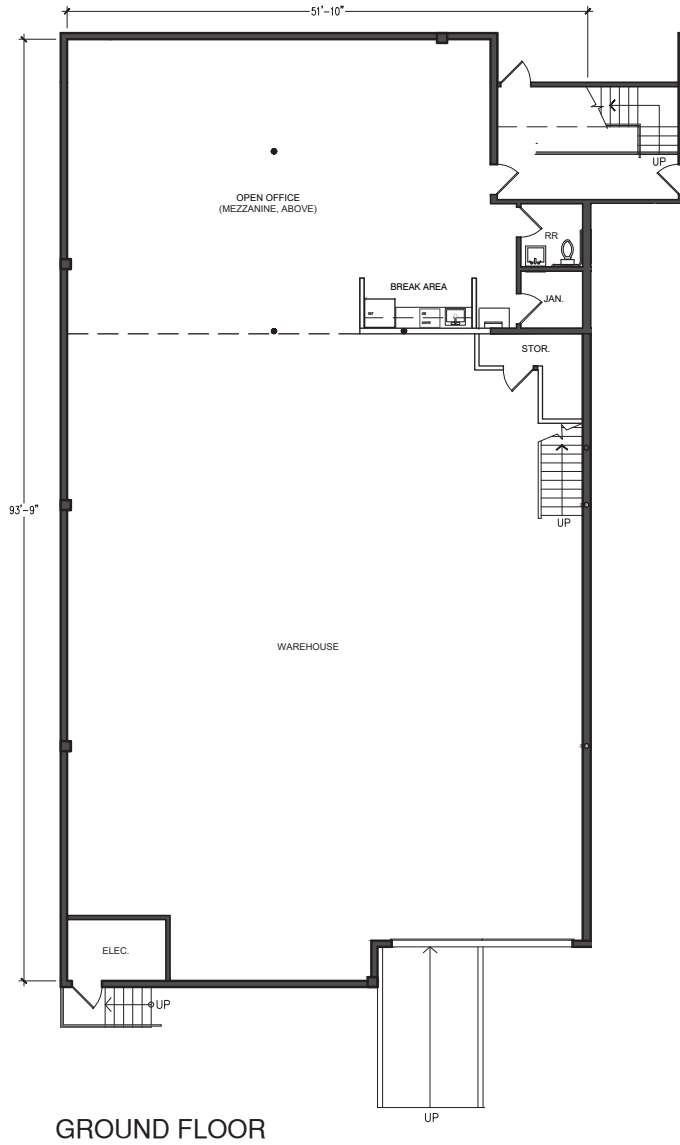 51'-10"
UP
OPEN OFFICE
(MEZZANINE, ABOVE)
RR
BREAK AREA
JAN.
STOR.
93'-9"
UP
WAREHOUSE
ELEC.
UP
UP
GROUND FLOOR